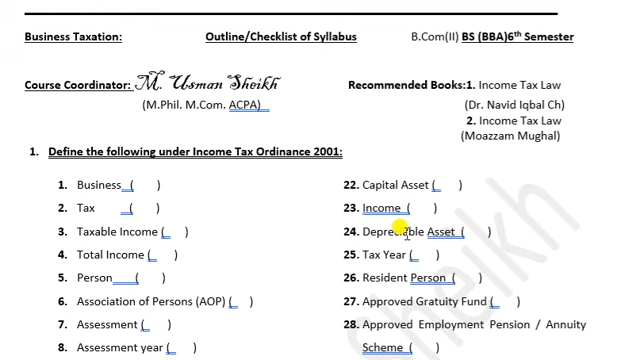 Business Taxation: Outline/Checklist of Syllabus B.Com(II) BS (BBA)6th Semester
Course Coordinator: M. Usman Sheikh Recommended Books:1. Income Tax Law
(M.Phil. M.Com. ACPA) (Dr. Navid Iqbal Ch)
2. Income Tax Law
(Moazzam Mughal)
1. Define the following under Income Tax Ordinance 2001:
1. Business ( )
2. Tax ( )
3. Taxable Income ( )
4. Total Income ( )
5. Person ( )
6. Association of Persons (AOP) ( )
7. Assessment ( )
8. Assessment year ( )
22. Capital Asset ( )
23. Income ( )
24. Depreciable Asset ( )
25. Tax Year ( )
26. Resident Person ( )
27. Approved Gratuity Fund ( )
28. Approved Employment Pension / Annuity
Scheme ( )
Sheikh